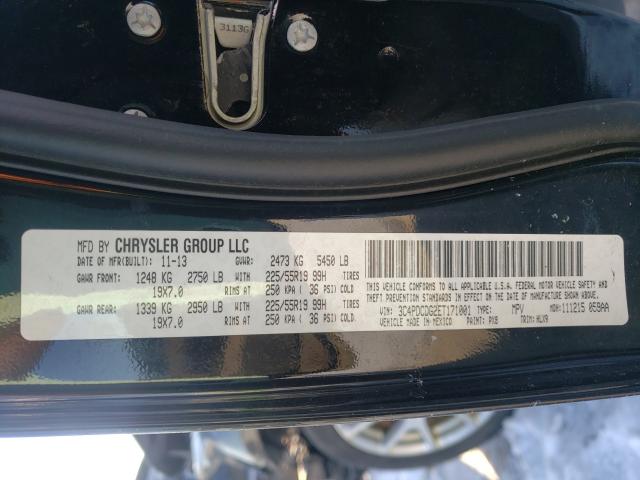 3113G
MFD BY CHRYSLER GROUP LLC
DATE OF MFR(BUILT): 11-13 GVWR: 2473 KG 5450 LB
GAWR FRONT: 1248 KG 2750 LB WITH 225/55R19 99H TIRES
19X7.0 RIMS AT 250 KPA ( 36 PSI) COLD
GAWR REAR: 1339 KG 2950 LB WITH 225/55R19 99H TIRES
19X7.0 RIMS AT 250 KPA ( 36 PSI) COLD
THIS VEHICLE CONFORMS TO ALL APPLICABLE U.S.A. FEDERAL MOTOR VEHICLE SAFETY AND
THEFT PREVENTION STANDARDS IN EFFECT ON THE DATE OF MANUFACTURE SHOWN ABOVE.
VIN: 3C4PDCDG2ET171001 TYPE: MPV MDH: 111215 059AA
VEHICLE MADE IN MEXICO PAINT: PX8 TRIM: HLX9